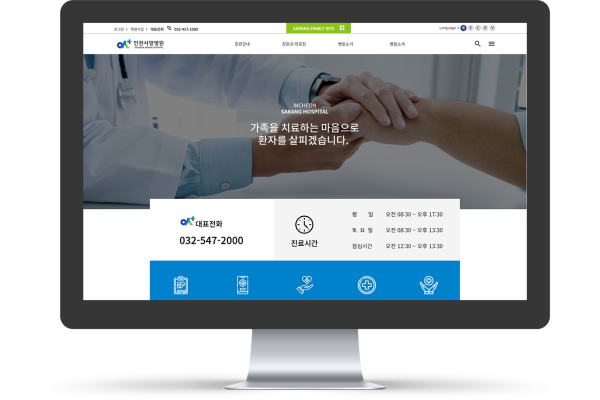 로그인 | 회원가입 | 대표전화 032-457-2000
SARANG FAMILY SITE
Language >
인천사랑병원
진료안내 진료과·의료진 병원소식 병원소개
INCHEON
SARANG HOSPITAL
가족을 치료하는 마음으로
환자를 살피겠습니다.
대표전화
032-547-2000
진료시간
평 일 오전 08:30 ~ 오후 17:30
토 요 일 오전 08:30 ~ 오후 13:30
점심시간 오전 12:30 ~ 오후 13:30